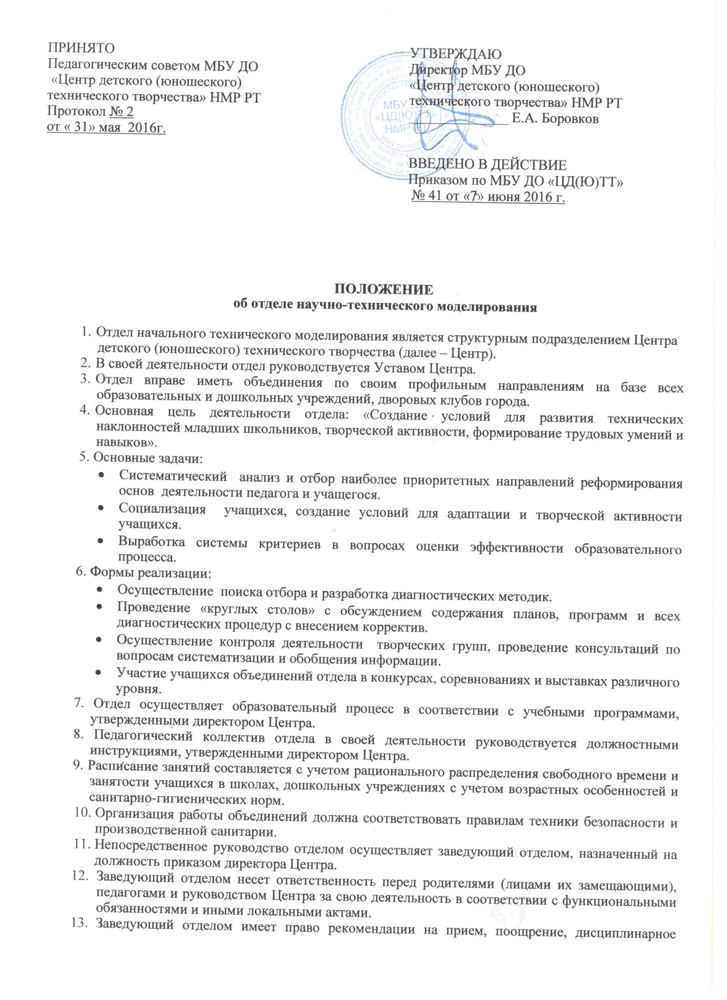 ПРИНЯТО
Педагогическим советом МБУ ДО
«Центр детского (юношеского)
технического творчества» НМР РТ
Протокол № 2
от « 31» мая 2016г.
УТВЕРЖДАЮ
Директор МБУ ДО
«Центр детского (юношеского)
технического творчества» НМР РТ
______________ Е.А. Боровков
МБУ ДО
«ЦД(Ю)ТТ»
НМР
ВВЕДЕНО В ДЕЙСТВИЕ
Приказом по МБУ ДО «ЦД(Ю)ТТ»
№ 41 от «7» июня 2016 г.
ПОЛОЖЕНИЕ
об отделе научно-технического моделирования
1. Отдел начального технического моделирования является структурным подразделением Центра
детского (юношеского) технического творчества (далее – Центр).
2. В своей деятельности отдел руководствуется Уставом Центра.
3. Отдел вправе иметь объединения по своим профильным направлениям на базе всех
образовательных и дошкольных учреждений, дворовых клубов города.
4. Основная цель деятельности отдела: «Создание условий для развития технических
наклонностей младших школьников, творческой активности, формирование трудовых умений и
навыков».
5. Основные задачи:
• Систематический анализ и отбор наиболее приоритетных направлений реформирования
основ деятельности педагога и учащегося.
• Социализация учащихся, создание условий для адаптации и творческой активности
учащихся.
• Выработка системы критериев в вопросах оценки эффективности образовательного
процесса.
6. Формы реализации:
• Осуществление поиска отбора и разработка диагностических методик.
• Проведение «круглых столов» с обсуждением содержания планов, программ и всех
диагностических процедур с внесением корректив.
• Осуществление контроля деятельности творческих групп, проведение консультаций по
вопросам систематизации и обобщения информации.
• Участие учащихся объединений отдела в конкурсах, соревнованиях и выставках различного
уровня.
7. Отдел осуществляет образовательный процесс в соответствии с учебными программами,
утвержденными директором Центра.
8. Педагогический коллектив отдела в своей деятельности руководствуется должностными
инструкциями, утвержденными директором Центра.
9. Расписание занятий составляется с учетом рационального распределения свободного времени и
занятости учащихся в школах, дошкольных учреждениях с учетом возрастных особенностей и
санитарно-гигиенических норм.
10. Организация работы объединений должна соответствовать правилам техники безопасности и
производственной санитарии.
11. Непосредственное руководство отделом осуществляет заведующий отделом, назначенный на
должность приказом директора Центра.
12. Заведующий отделом несет ответственность перед родителями (лицами их замещающими),
педагогами и руководством Центра за свою деятельность в соответствии с функциональными
обязанностями и иными локальными актами.
13. Заведующий отделом имеет право рекомендации на прием, поощрение, дисциплинарное